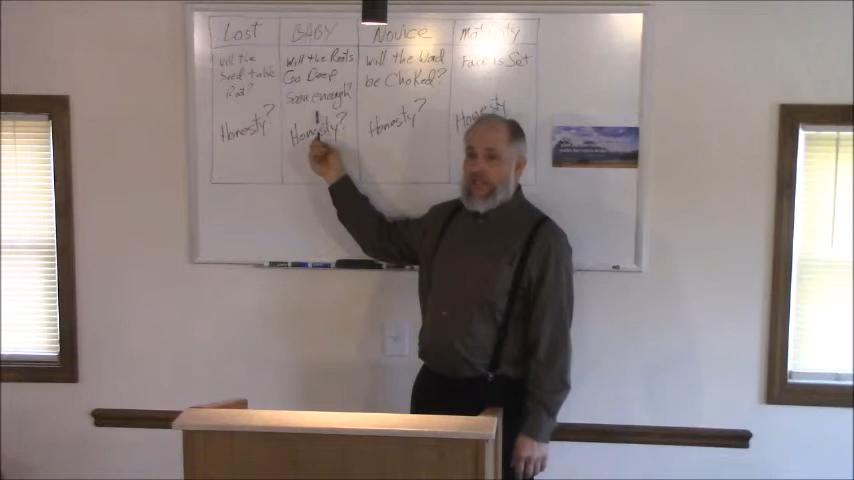 Lost
BABY
Novice
Maturity
will the
Seed take
Root?
will the Roots
Go Deep
Soon enough?
will the Word
be Choked?
Face is Set
Honesty?
Honesty?
Honesty?
Honesty